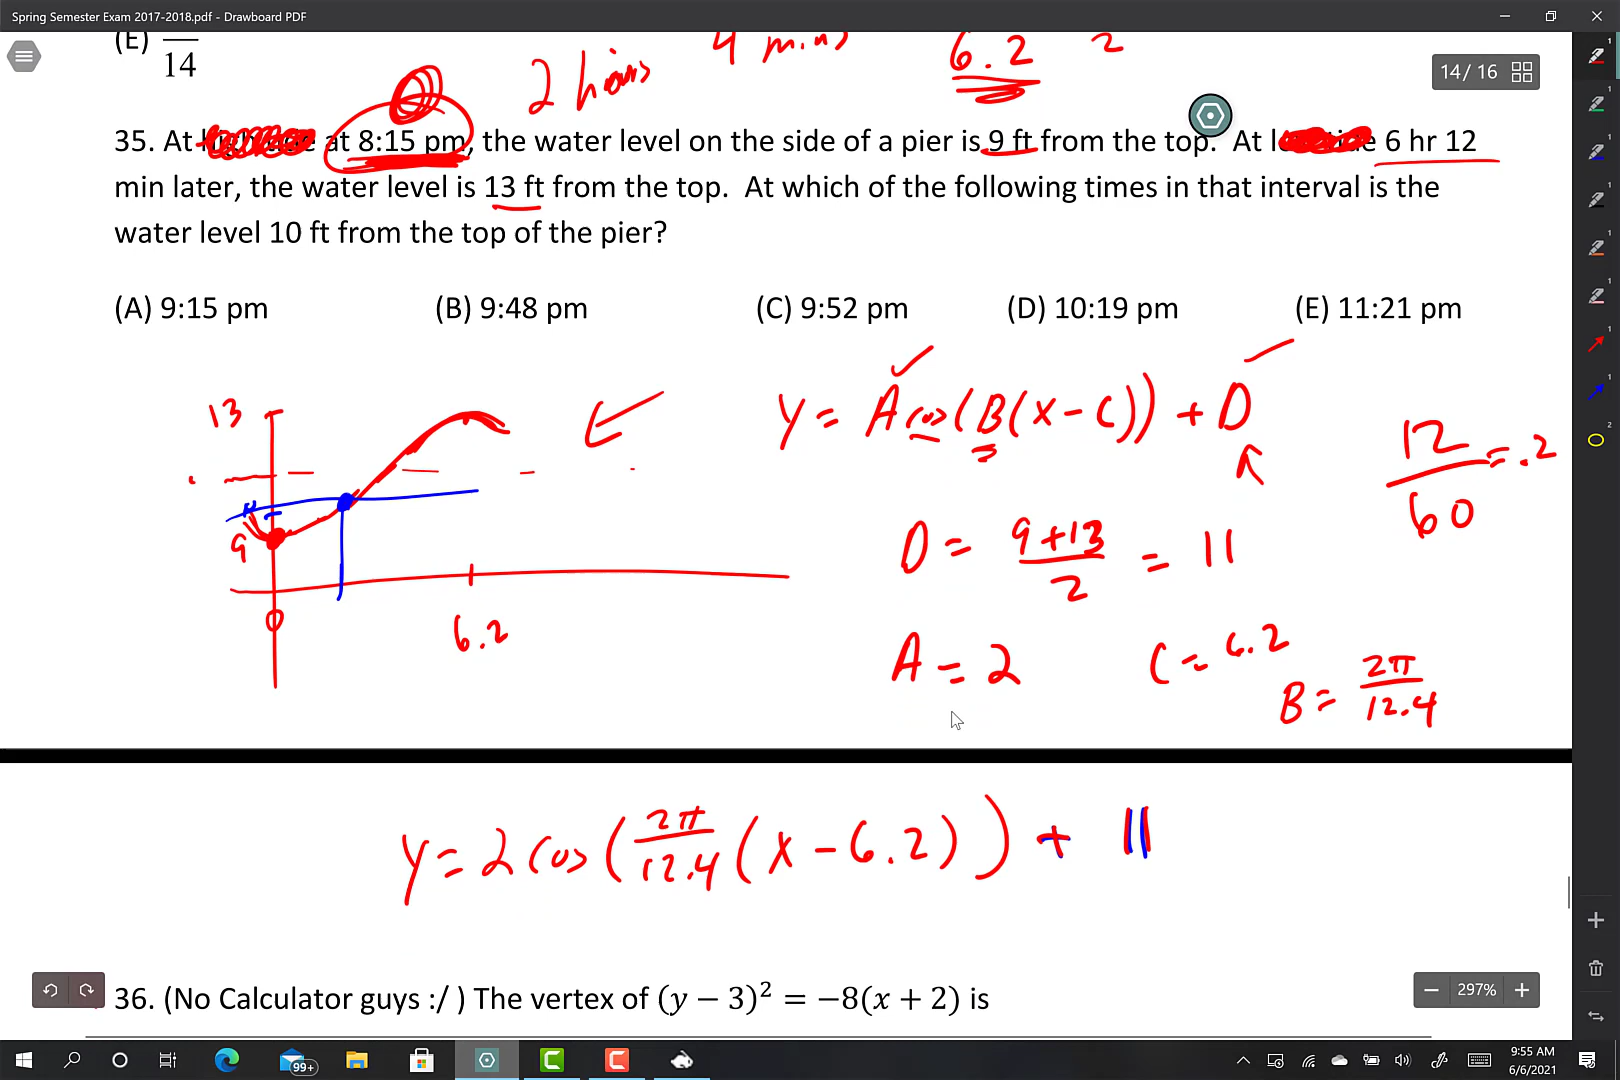 Spring Semester Exam 2017-2018.pdf - Drawboard PDF
(E) 14
2 hours 4 mins 6.2 2
14 / 16
35. At at 8:15 pm, the water level on the side of a pier is 9 ft from the top. At 6 hr 12
min later, the water level is 13 ft from the top. At which of the following times in that interval is the
water level 10 ft from the top of the pier?
(A) 9:15 pm (B) 9:48 pm (C) 9:52 pm (D) 10:19 pm (E) 11:21 pm
13
9
0
6.2
y = A cos(B(x - C)) + D
12/60 = .2
D = (9+13)/2 = 11
A = 2 C = 6.2
B = 2π/12.4
y = 2 cos(2π/12.4 (x - 6.2)) + 11
36. (No Calculator guys :/ ) The vertex of (y − 3)² = −8(x + 2) is
297%
99+
9:55 AM
6/6/2021